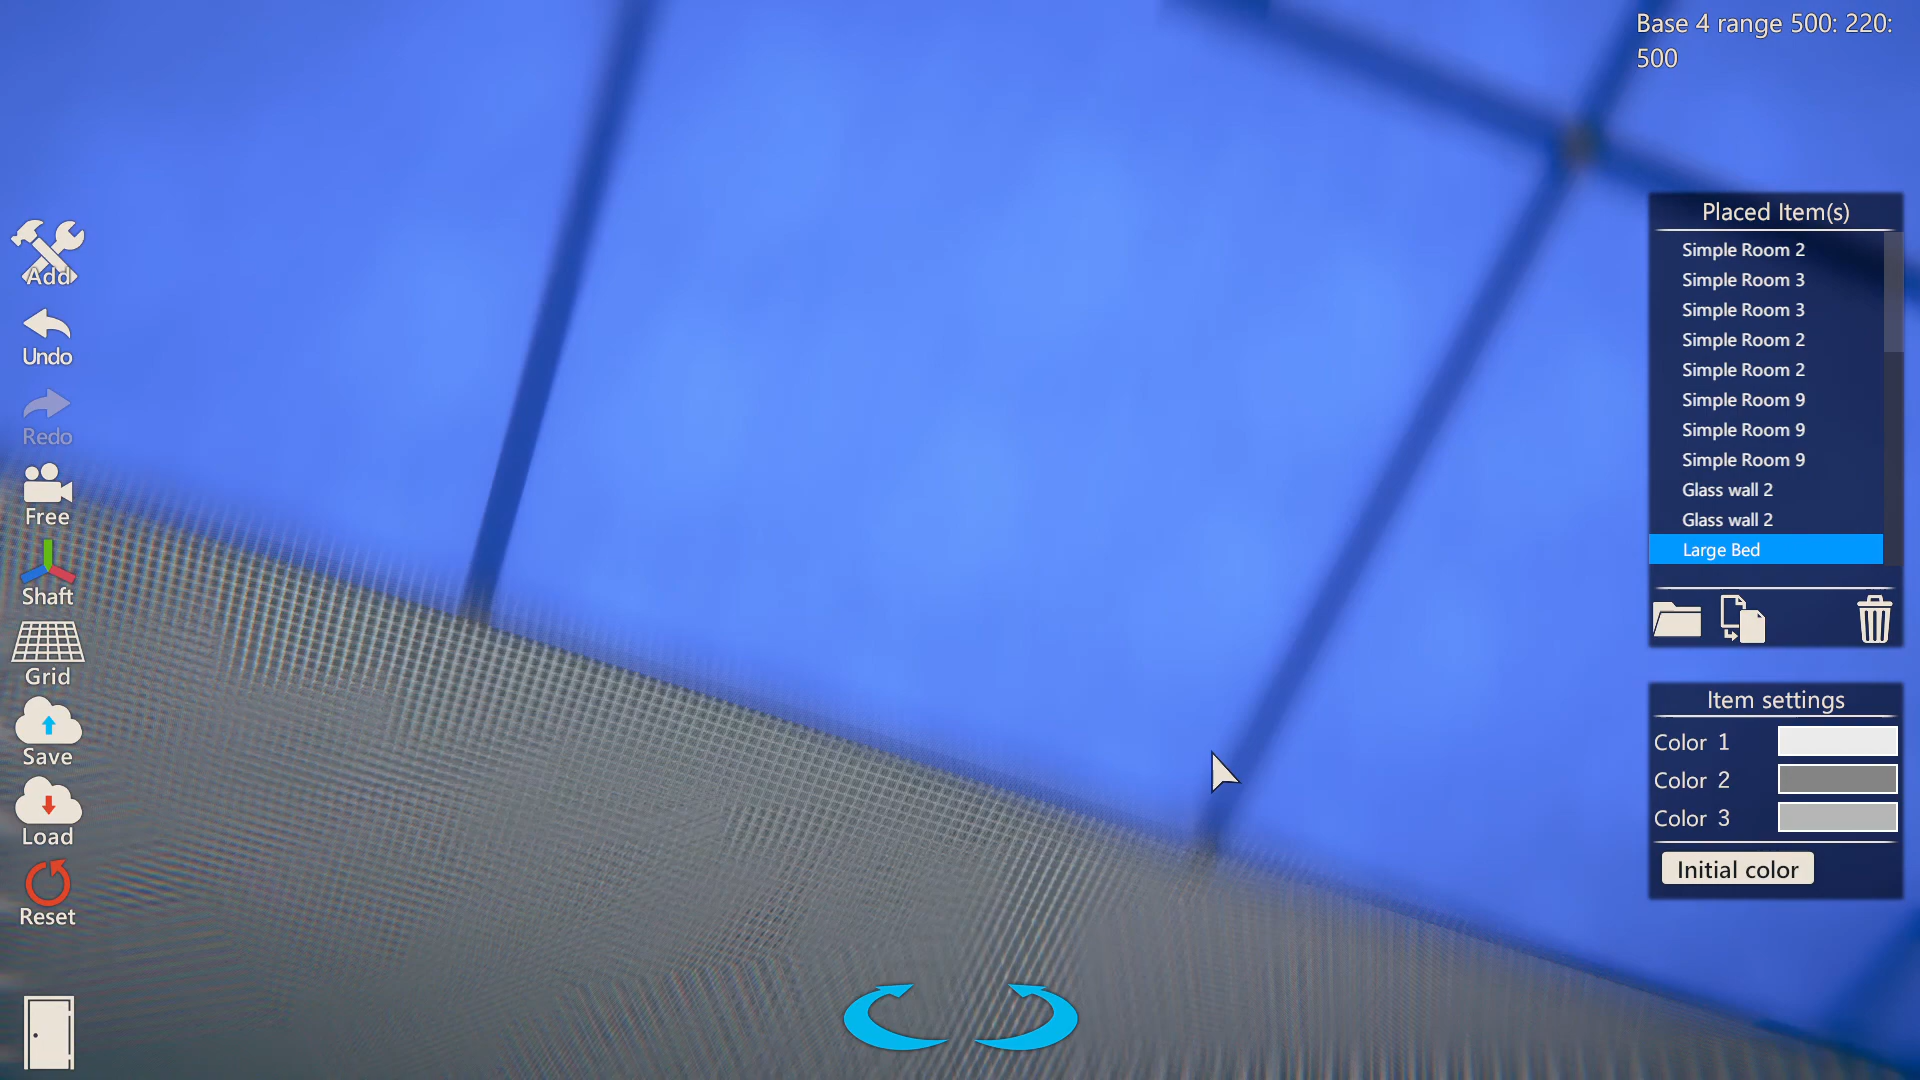 Base 4 range 500: 220:
500
Add
Undo
Redo
Free
Shaft
Grid
Save
Load
Reset
Placed Item(s)
Simple Room 2
Simple Room 3
Simple Room 3
Simple Room 2
Simple Room 2
Simple Room 9
Simple Room 9
Simple Room 9
Glass wall 2
Glass wall 2
Large Bed
Item settings
Color 1
Color 2
Color 3
Initial color